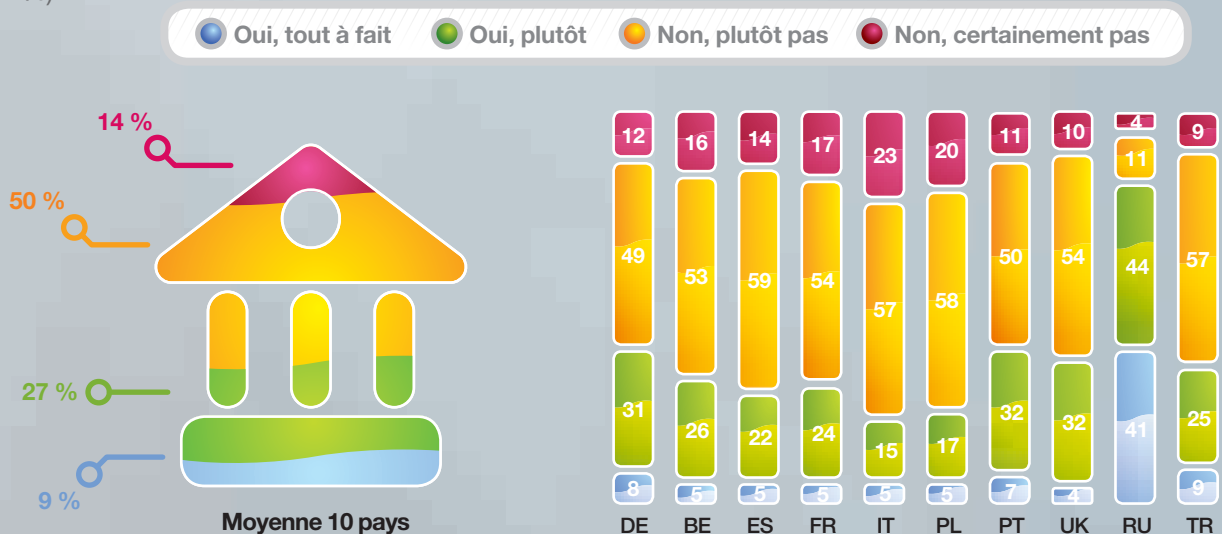 Oui, tout à fait Oui, plutôt Non, plutôt pas Non, certainement pas
14 %
50 %
27 %
9 %
Moyenne 10 pays
12 16 14 17 23 20 11 10 4 9
49 53 59 54 57 58 50 54 11 57
31 26 22 24 15 17 32 32 44 25
8 5 5 5 5 5 7 4 41 9
DE BE ES FR IT PL PT UK RU TR